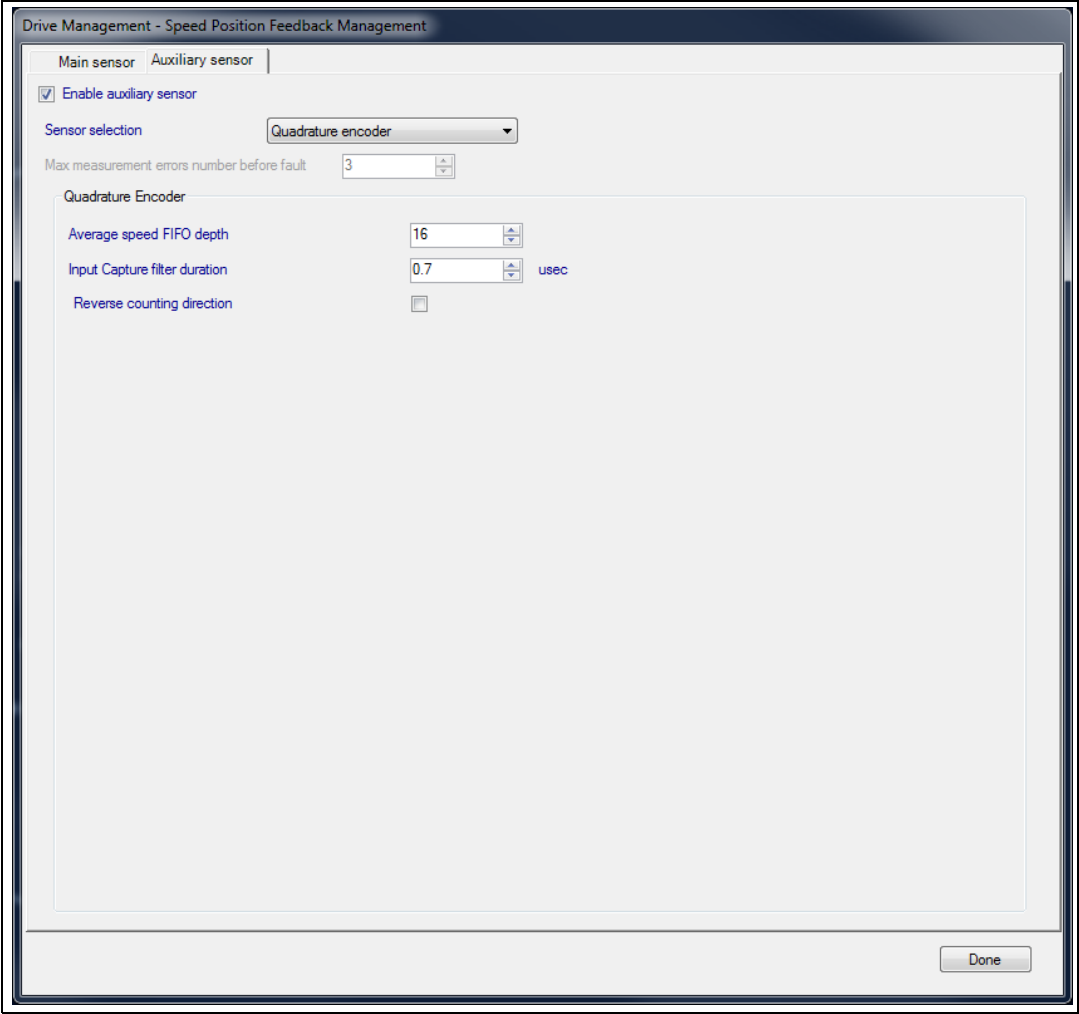 Drive Management - Speed Position Feedback Management
Main sensor Auxiliary sensor
Enable auxiliary sensor
Sensor selection Quadrature encoder
Max measurement errors number before fault 3
Quadrature Encoder
Average speed FIFO depth 16
Input Capture filter duration 0.7 usec
Reverse counting direction
Done